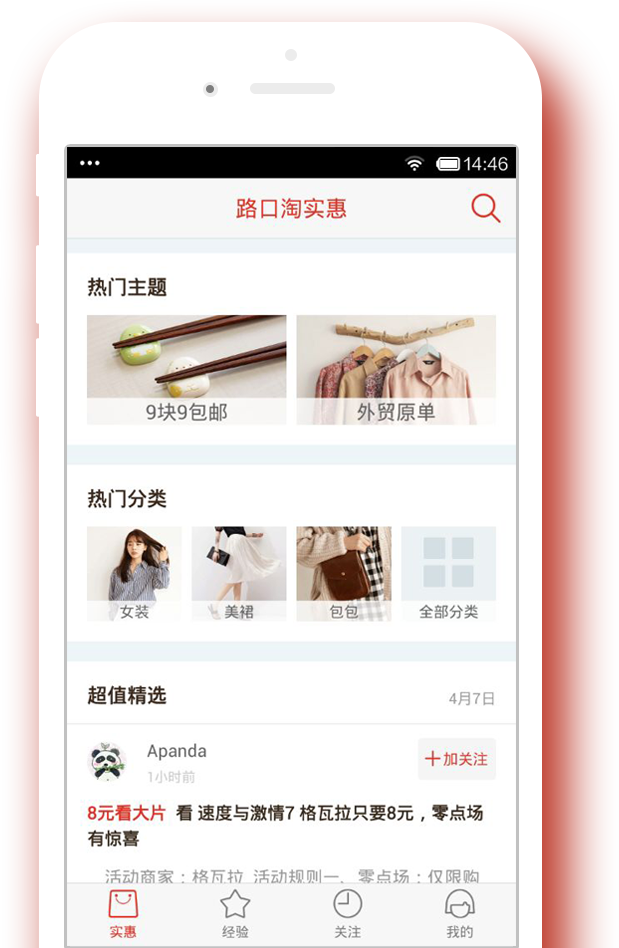 14:46
路口淘实惠
热门主题
9块9包邮
外贸原单
热门分类
女装
美裙
包包
全部分类
超值精选
4月7日
Apanda
1小时前
+加关注
8元看大片 看 速度与激情7 格瓦拉只要8元，零点场
有惊喜
活动商家：格瓦拉 活动规则一、零点场：仅限购
实惠
经验
关注
我的